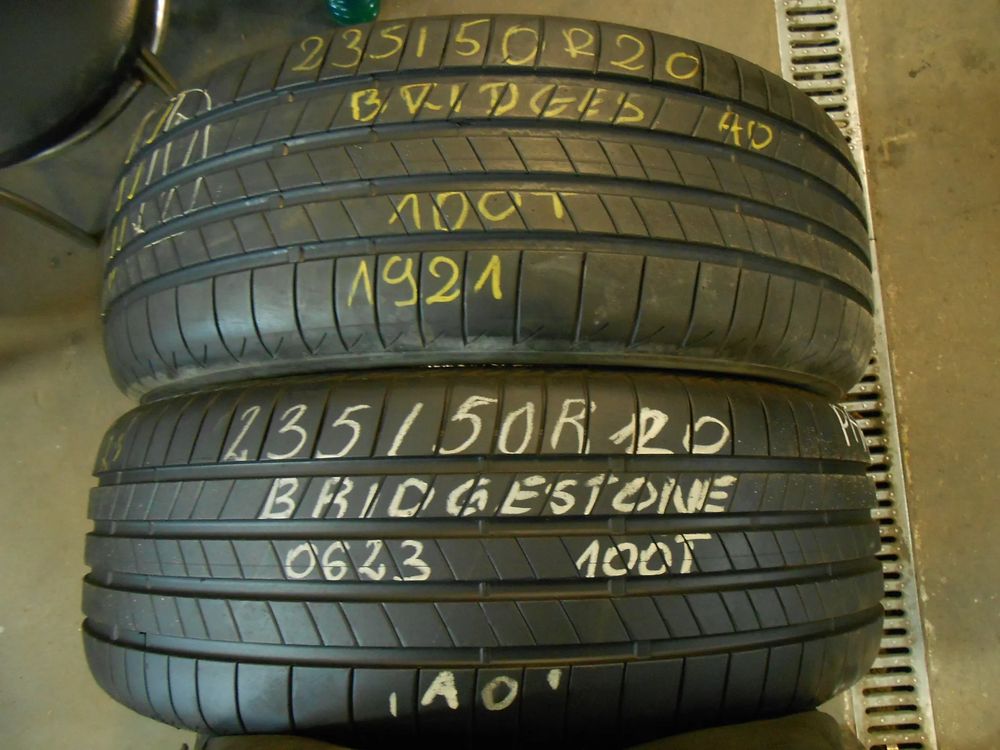 235/50R20
BRIDGES AO
100T
1921
235/50R20
BRIDGESTONE
0623 100T
'AO'